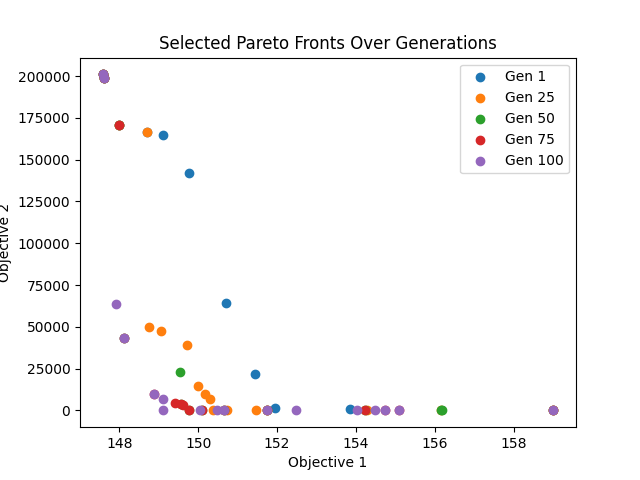 Selected Pareto Fronts Over Generations
200000
175000
150000
125000
100000
75000
50000
25000
0
Objective 2
148
150
152
154
156
158
Objective 1
Gen 1
Gen 25
Gen 50
Gen 75
Gen 100